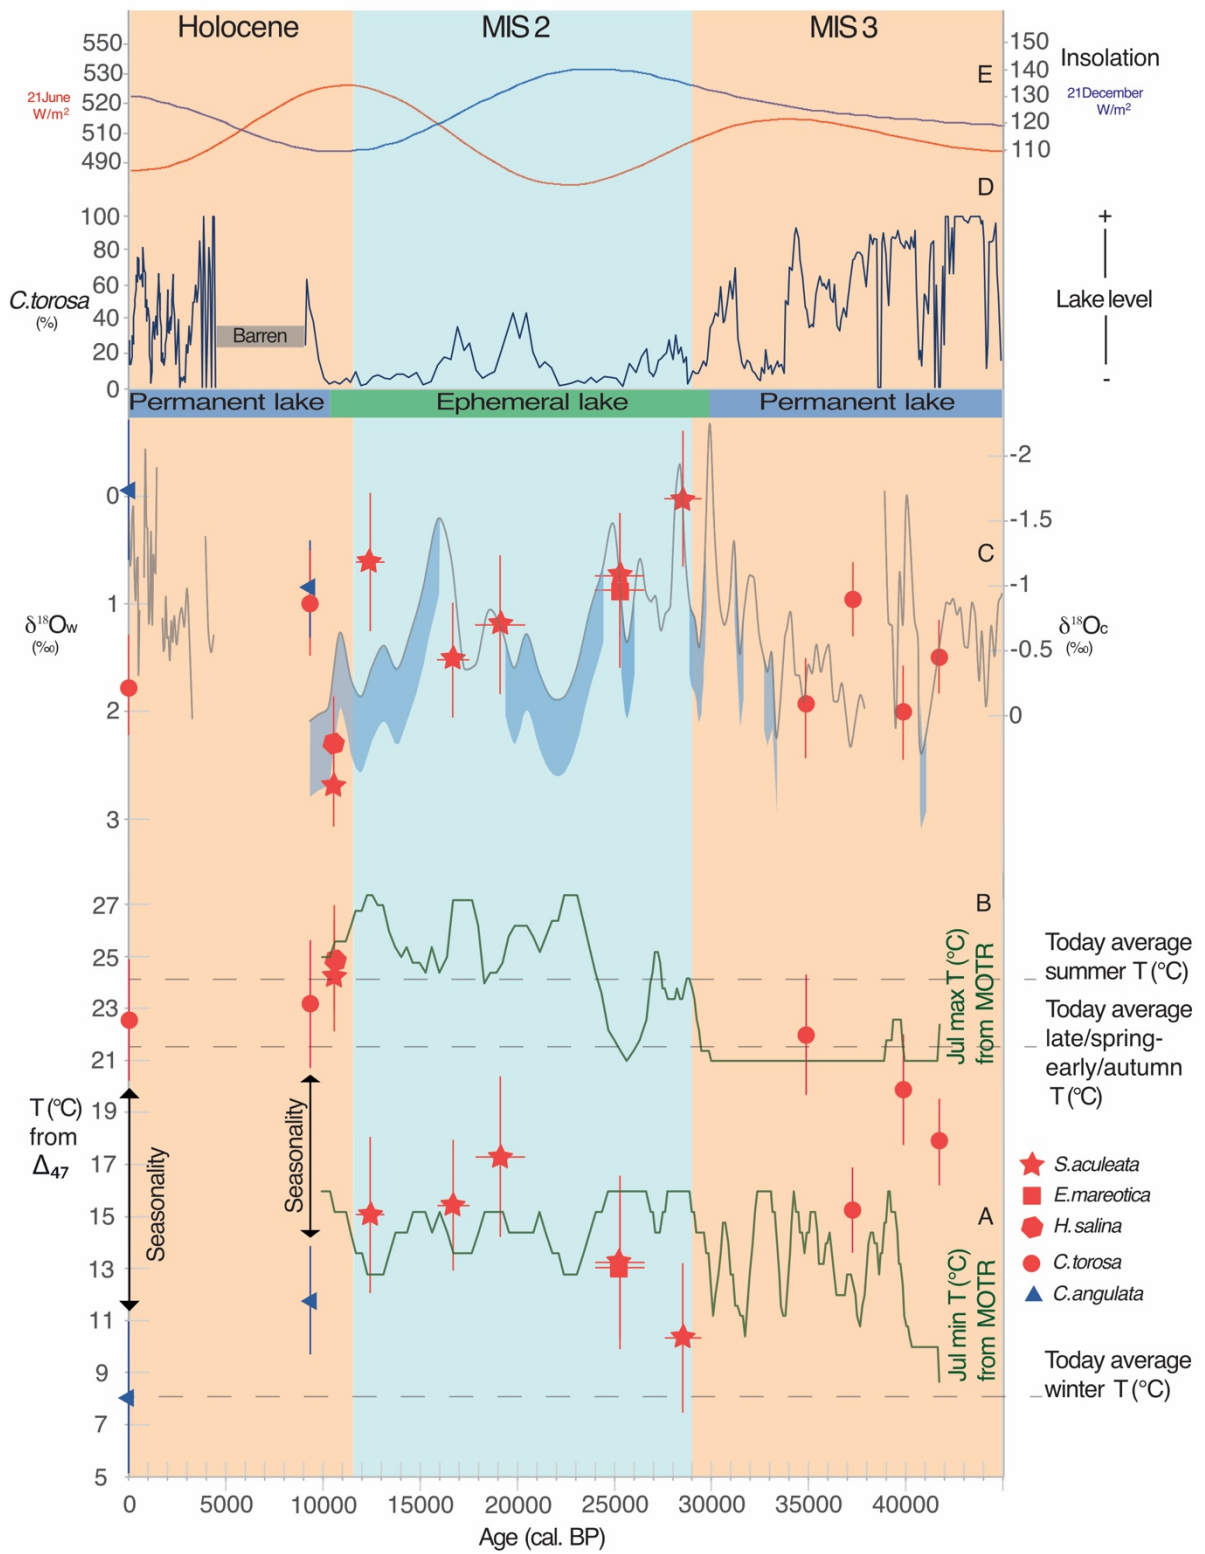 Holocene
MIS 2
MIS 3
550
530
520
510
490
21June
W/m²
E
150
140
130
120
110
Insolation
21December
W/m²
D
100
80
60
40
20
0
C.torosa
(%)
Barren
+
Lake level
-
Permanent lake
Ephemeral lake
Permanent lake
0
1
2
3
δ¹⁸Ow
(‰)
C
-2
-1.5
-1
-0.5
0
δ¹⁸Oc
(‰)
27
25
23
21
19
17
15
13
11
9
7
5
T (°C)
from
Δ₄₇
Seasonality
Seasonality
B
Jul max T (°C)
from MOTR
A
Jul min T (°C)
from MOTR
Today average
summer T (°C)
Today average
late/spring-
early/autumn
T (°C)
S.aculeata
E.mareotica
H.salina
C.torosa
C.angulata
Today average
winter T (°C)
0
5000
10000
15000
20000
25000
30000
35000
40000
Age (cal. BP)